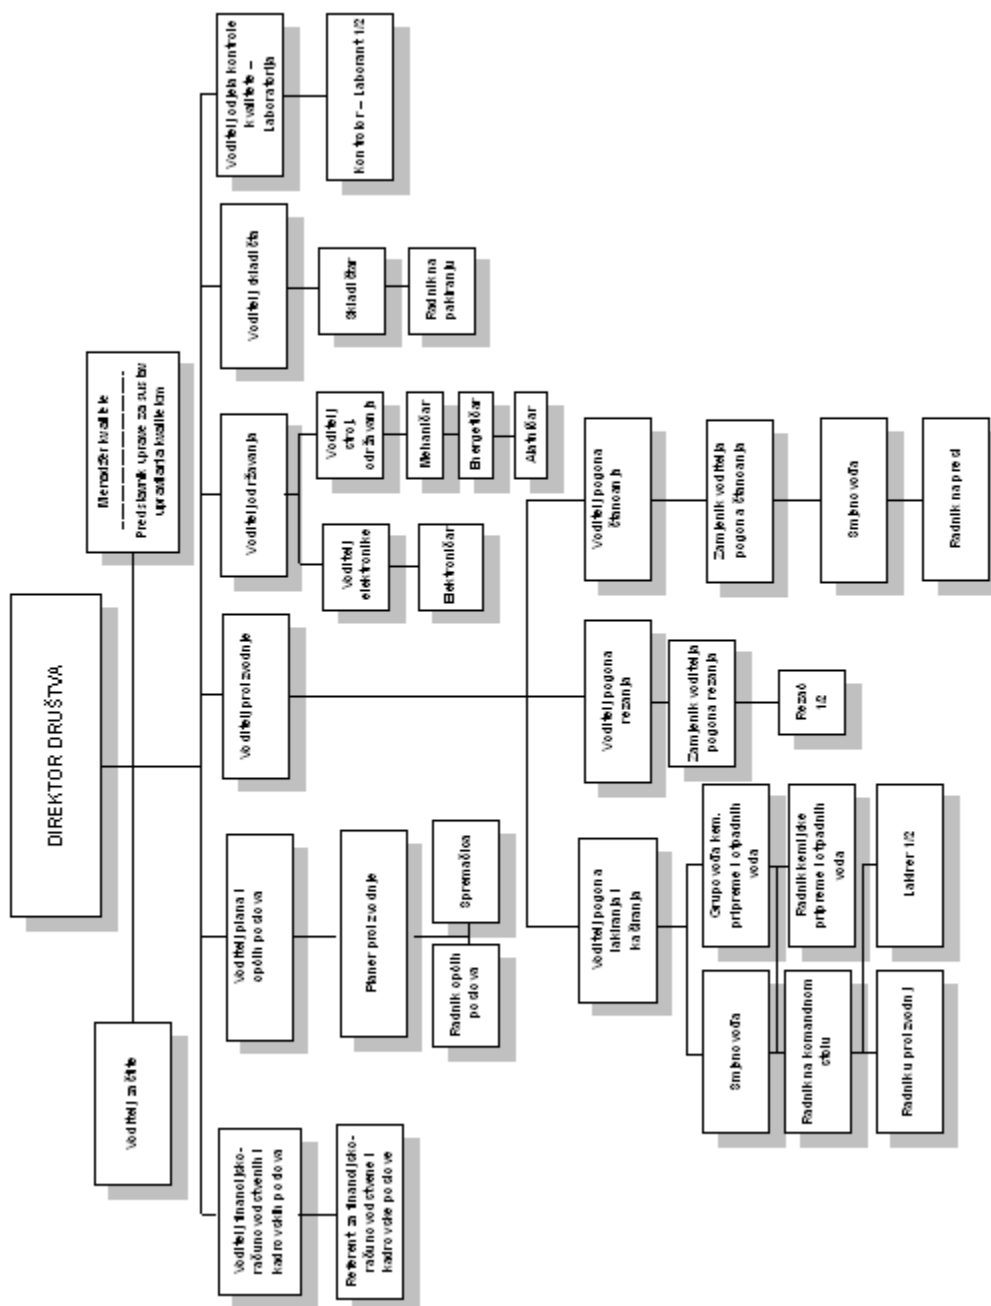 DIREKTOR DRUŠTVA
Voditelj zaštite
Menadžer kvalitete
Predstavnik uprave za sustav
upravljanja kvalitetom
Voditelj financijsko-
računovodstvenih i
kadrovskih poslova
Referent za financijsko-
računovodstvene i
kadrovske poslove
Voditelj plana i
općih poslova
Planer proizvodnje
Radnik općih
poslova
Spremačica
Voditelj proizvodnje
Voditelj održavanja
Voditelj
elektronike
Elektroničar
Voditelj
stroj.
održavanja
Mehaničar
Energetičar
Alatničar
Voditelj skladišta
Skladištar
Radnik na
pakiranju
Voditelj odjela kontrole
kvalitete –
Laboratorija
Kontrolor – Laborant 1/2
Voditelj pogona
lakiranja i
kaširanja
Smjenovođa
Grupovođa kem.
pripreme i otpadnih
voda
Radnik na komandnom
stolu
Radnik kemijske
pripreme i otpadnih
voda
Radnik u proizvodnji
Lakirer 1/2
Voditelj pogona
rezanja
Zamjenik voditelja
pogona rezanja
Rezač
1/2
Voditelj pogona
štancanja
Zamjenik voditelja
pogona štancanja
Smjenovođa
Radnik na presi